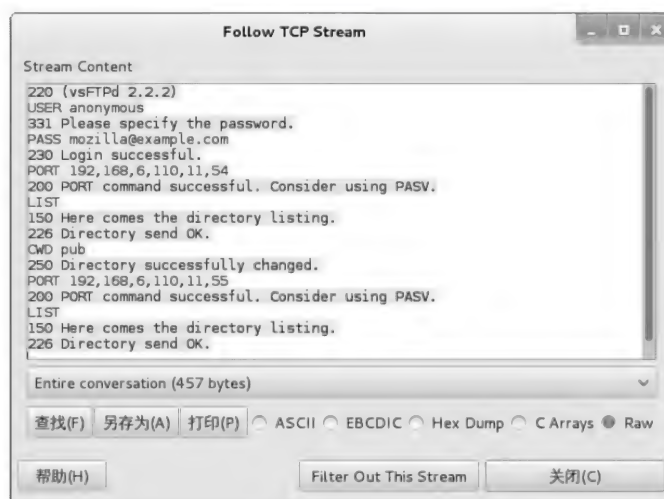 Follow TCP Stream
Stream Content
220 (vsFTPd 2.2.2)
USER anonymous
331 Please specify the password.
PASS mozilla@example.com
230 Login successful.
PORT 192,168,6,110,11,54
200 PORT command successful. Consider using PASV.
LIST
150 Here comes the directory listing.
226 Directory send OK.
CWD pub
250 Directory successfully changed.
PORT 192,168,6,110,11,55
200 PORT command successful. Consider using PASV.
LIST
150 Here comes the directory listing.
226 Directory send OK.
Entire conversation (457 bytes)
查找(F) 另存为(A) 打印(P) ASCII EBCDIC Hex Dump C Arrays Raw
帮助(H) Filter Out This Stream 关闭(C)